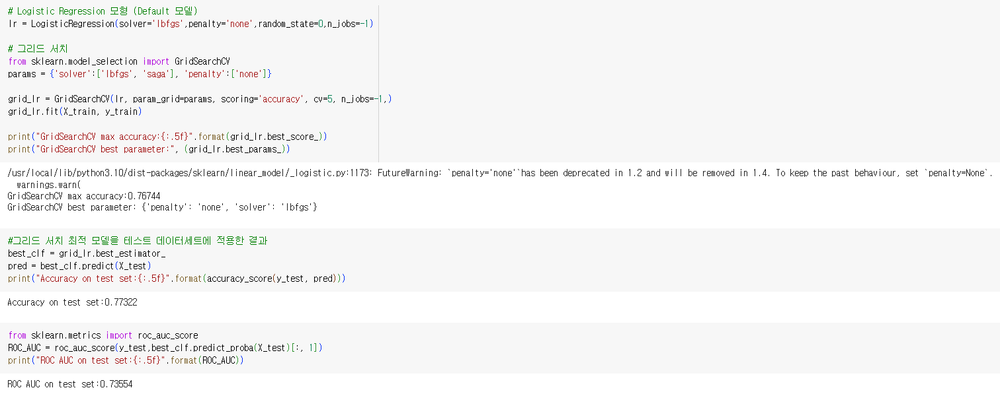 # Logistic Regression 모형 (Default 모델)
lr = LogisticRegression(solver='lbfgs',penalty='none',random_state=0,n_jobs=-1)
# 그리드 서치
from sklearn.model_selection import GridSearchCV
params = {'solver':['lbfgs', 'saga'], 'penalty':['none']}
grid_lr = GridSearchCV(lr, param_grid=params, scoring='accuracy', cv=5, n_jobs=-1,)
grid_lr.fit(X_train, y_train)
print("GridSearchCV max accuracy:{:.5f}".format(grid_lr.best_score_))
print("GridSearchCV best parameter:", (grid_lr.best_params_))
/usr/local/lib/python3.10/dist-packages/sklearn/linear_model/_logistic.py:1173: FutureWarning: `penalty='none'`has been deprecated in 1.2 and will be removed in 1.4. To keep the past behaviour, set `penalty=None`.
  warnings.warn(
GridSearchCV max accuracy:0.76744
GridSearchCV best parameter: {'penalty': 'none', 'solver': 'lbfgs'}
#그리드 서치 최적 모델을 테스트 데이터세트에 적용한 결과
best_clf = grid_lr.best_estimator_
pred = best_clf.predict(X_test)
print("Accuracy on test set:{:.5f}".format(accuracy_score(y_test, pred)))
Accuracy on test set:0.77322
from sklearn.metrics import roc_auc_score
ROC_AUC = roc_auc_score(y_test,best_clf.predict_proba(X_test)[:, 1])
print("ROC AUC on test set:{:.5f}".format(ROC_AUC))
ROC AUC on test set:0.73554